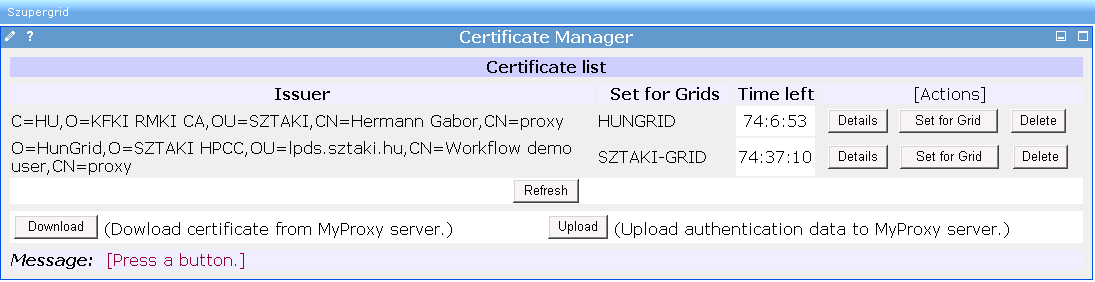 Szupergrid
? Certificate Manager
Certificate list
Issuer Set for Grids Time left [Actions]
C=HU,O=KFKI RMKI CA,OU=SZTAKI,CN=Hermann Gabor,CN=proxy HUNGRID 74:6:53 Details Set for Grid Delete
O=HunGrid,O=SZTAKI HPCC,OU=lpds.sztaki.hu,CN=Workflow demo
user,CN=proxy SZTAKI-GRID 74:37:10 Details Set for Grid Delete
Refresh
Download (Dowload certificate from MyProxy server.) Upload (Upload authentication data to MyProxy server.)
Message: [Press a button.]